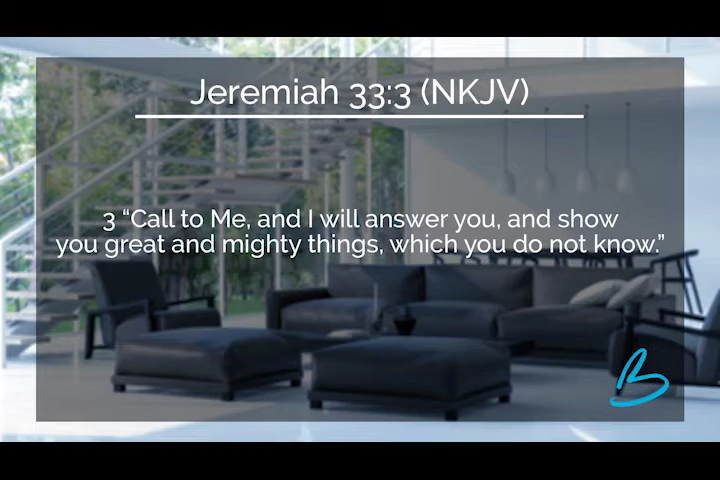 Jeremiah 33:3 (NKJV)
3 “Call to Me, and I will answer you, and show
you great and mighty things, which you do not know.”
B